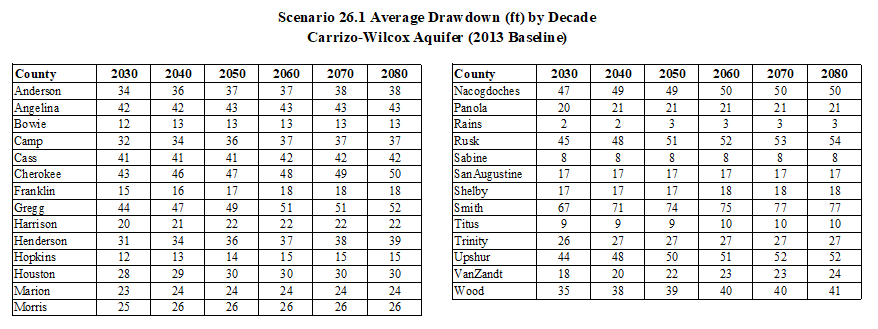 Scenario 26.1 Average Drawdown (ft) by Decade
Carrizo-Wilcox Aquifer (2013 Baseline)
County 2030 2040 2050 2060 2070 2080
Anderson 34 36 37 37 38 38
Angelina 42 42 43 43 43 43
Bowie 12 13 13 13 13 13
Camp 32 34 36 37 37 37
Cass 41 41 41 42 42 42
Cherokee 43 46 47 48 49 50
Franklin 15 16 17 18 18 18
Gregg 44 47 49 51 51 52
Harrison 20 21 22 22 22 22
Henderson 31 34 36 37 38 39
Hopkins 12 13 14 15 15 15
Houston 28 29 30 30 30 30
Marion 23 24 24 24 24 24
Morris 25 26 26 26 26 26
County 2030 2040 2050 2060 2070 2080
Nacogdoches 47 49 49 50 50 50
Panola 20 21 21 21 21 21
Rains 2 2 3 3 3 3
Rusk 45 48 51 52 53 54
Sabine 8 8 8 8 8 8
SanAugustine 17 17 17 17 17 17
Shelby 17 17 17 18 18 18
Smith 67 71 74 75 77 77
Titus 9 9 9 10 10 10
Trinity 26 27 27 27 27 27
Upshur 44 48 50 51 52 52
VanZandt 18 20 22 23 23 24
Wood 35 38 39 40 40 41